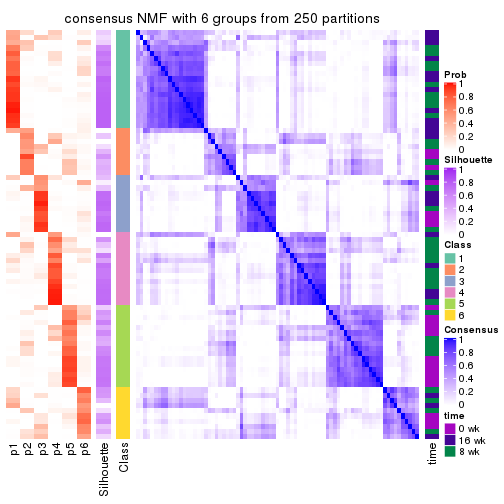 consensus NMF with 6 groups from 250 partitions
p1
p2
p3
p4
p5
p6
Silhouette
Class
time
Prob
1
0.8
0.6
0.4
0.2
0
Silhouette
1
0.8
0.6
0.4
0.2
0
Class
1
2
3
4
5
6
Consensus
1
0.8
0.6
0.4
0.2
0
time
0 wk
16 wk
8 wk